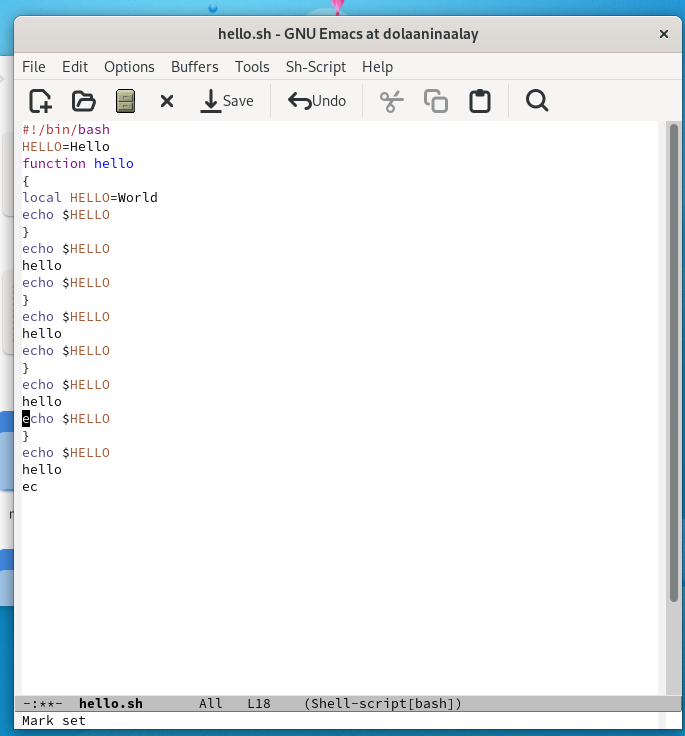 hello.sh - GNU Emacs at dolaaninaalay
File Edit Options Buffers Tools Sh-Script Help
Save Undo
#!/bin/bash
HELLO=Hello
function hello
{
local HELLO=World
echo $HELLO
}
echo $HELLO
hello
echo $HELLO
}
echo $HELLO
hello
echo $HELLO
}
echo $HELLO
hello
echo $HELLO
}
echo $HELLO
hello
ec
-:**- hello.sh All L18 (Shell-script[bash])
Mark set